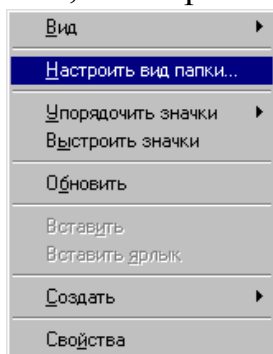 Вид
Настроить вид папки...
Упорядочить значки
Выстроить значки
Обновить
Вставить
Вставить ярлык
Создать
Свойства